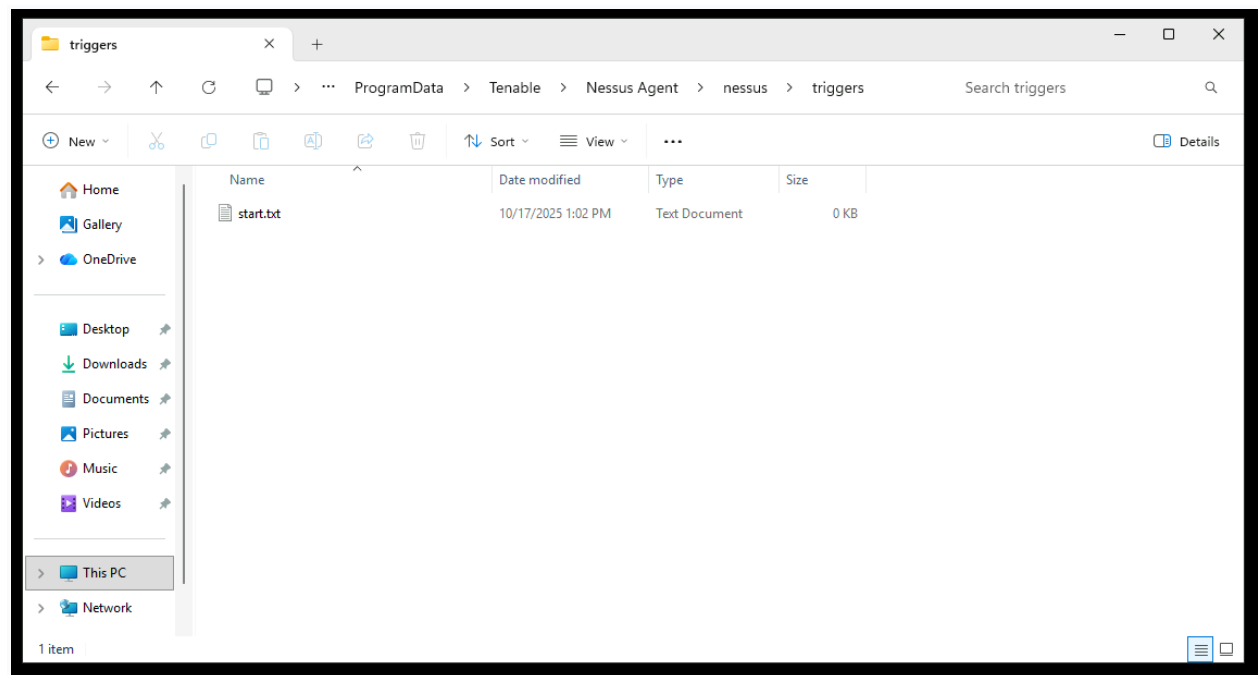 triggers
ProgramData > Tenable > Nessus Agent > nessus > triggers
Search triggers
New
Sort
View
Details
Name
Date modified
Type
Size
start.txt
10/17/2025 1:02 PM
Text Document
0 KB
Home
Gallery
OneDrive
Desktop
Downloads
Documents
Pictures
Music
Videos
This PC
Network
1 item